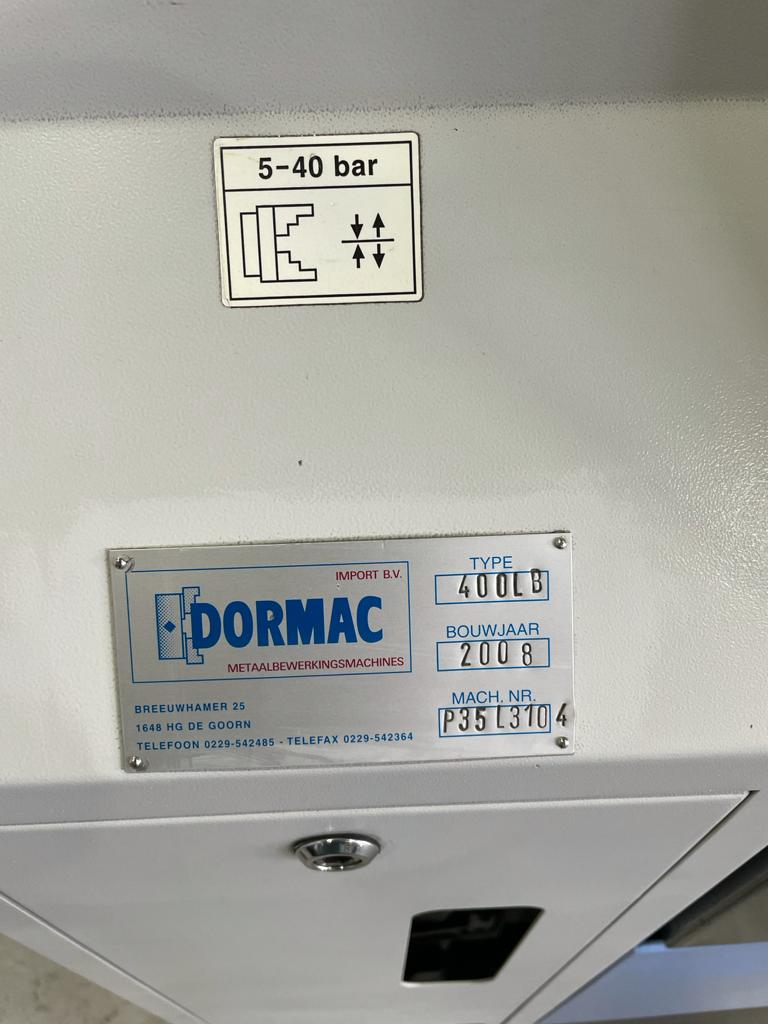 5-40 bar
IMPORT B.V.
DORMAC
METAALBEWERKINGSMACHINES
BREEUWHAMER 25
1648 HG DE GOORN
TELEFOON 0229-542485 - TELEFAX 0229-542364
TYPE
400LB
BOUWJAAR
2008
MACH. NR.
P35L3104